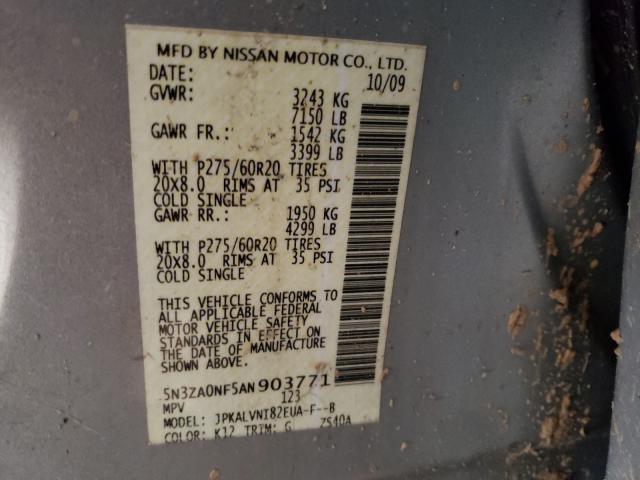 MFD BY NISSAN MOTOR CO., LTD.
DATE: 10/09
GVWR: 3243 KG
7150 LB
GAWR FR.: 1542 KG
3399 LB
WITH P275/60R20 TIRES
20X8.0 RIMS AT 35 PSI
COLD SINGLE
GAWR RR.: 1950 KG
4299 LB
WITH P275/60R20 TIRES
20X8.0 RIMS AT 35 PSI
COLD SINGLE
THIS VEHICLE CONFORMS TO
ALL APPLICABLE FEDERAL
MOTOR VEHICLE SAFETY
STANDARDS IN EFFECT ON
THE DATE OF MANUFACTURE
SHOWN ABOVE.
5N3ZA0NF5AN903771
MPV 123
MODEL: JPKALVNI82EUA-F--B
COLOR: K12 TRIM: G ZS40A